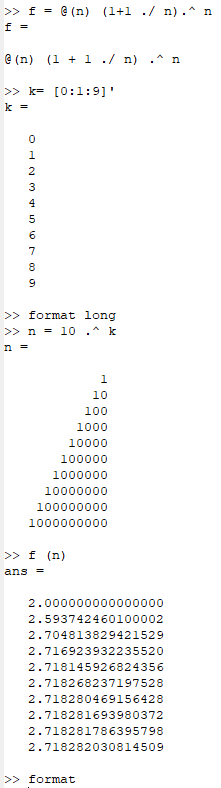 >> f = @(n) (1+1 ./ n).^ n
f =
@(n) (1 + 1 ./ n) .^ n
>> k= [0:1:9]'
k =
0
1
2
3
4
5
6
7
8
9
>> format long
>> n = 10 .^ k
n =
1
10
100
1000
10000
100000
1000000
10000000
100000000
1000000000
>> f (n)
ans =
2.000000000000000
2.593742460100002
2.704813829421529
2.716923932235520
2.718145926824356
2.718268237197528
2.718280469156428
2.718281693980372
2.718281786395798
2.718282030814509
>> format